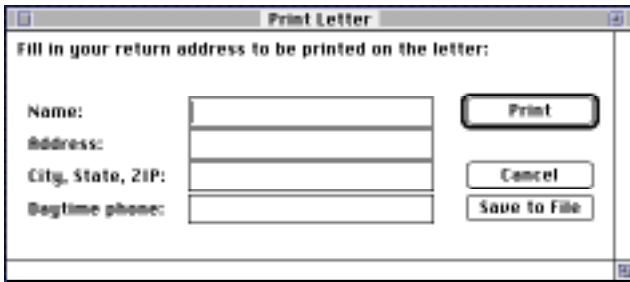 Print Letter
Fill in your return address to be printed on the letter:
Name:
Print
Address:
City, State, ZIP:
Cancel
Daytime phone:
Save to File